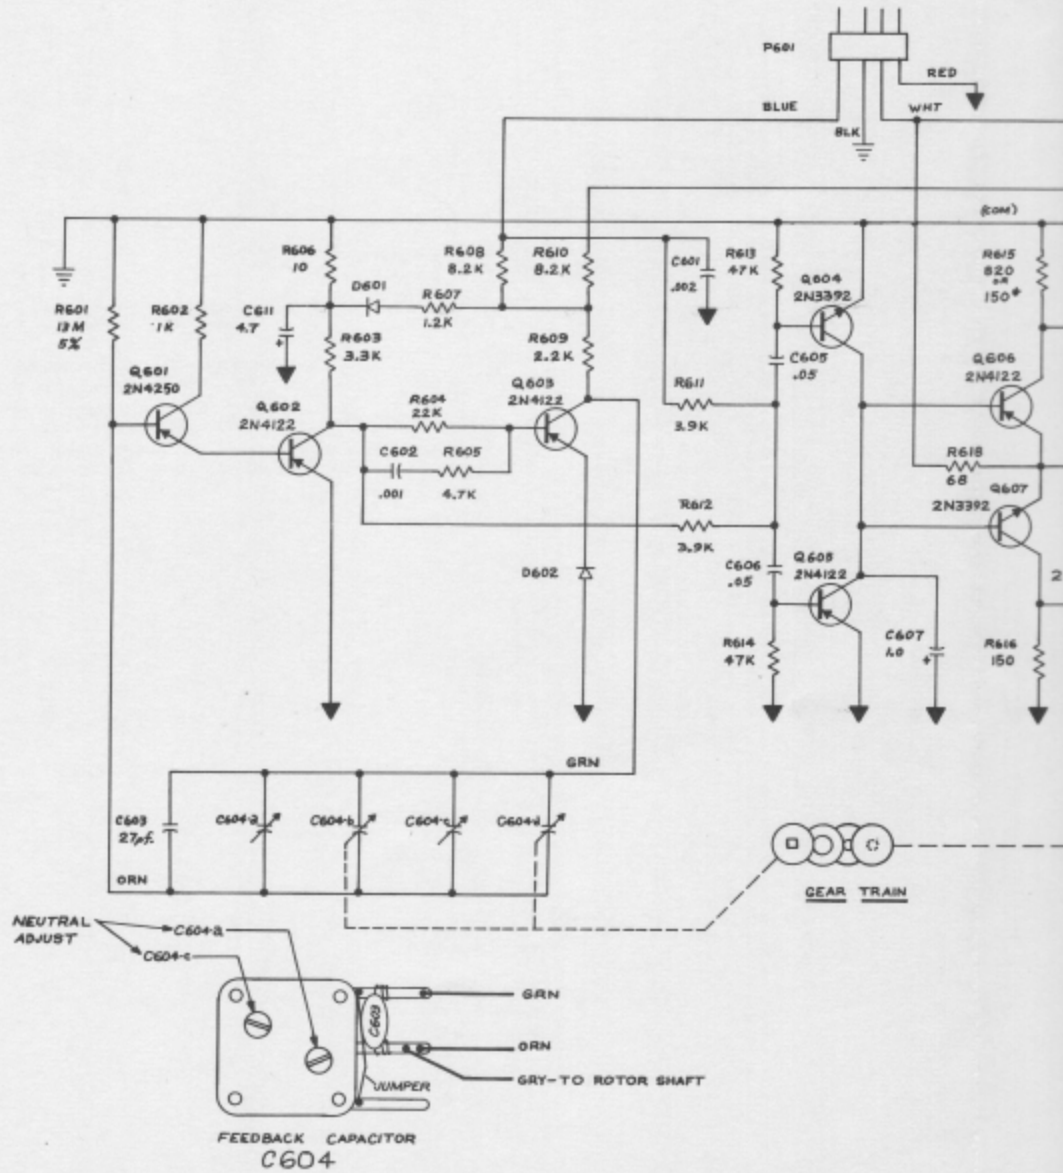 P601
RED
BLUE
WHT
BLK
(COM)
R606
10
R608
8.2K
R610
8.2K
C601
.002
R613
47K
Q604
2N3392
R615
820
OR
150*
R601
13M
5%
R602
1K
C611
4.7
+
D601
R607
1.2K
R603
3.3K
R609
2.2K
C605
.05
Q606
2N4122
Q601
2N4250
Q602
2N4122
R604
22K
Q603
2N4122
R611
3.9K
C602
.001
R605
4.7K
R618
68
Q607
2N3392
R612
3.9K
D602
C606
.05
Q605
2N4122
2
R614
47K
C607
1.0
+
R616
150
GRN
C603
27pf.
C604-a
C604-b
C604-c
C604-d
ORN
GEAR TRAIN
NEUTRAL
ADJUST
C604-a
C604-c
C603
GRN
ORN
GRY-TO ROTOR SHAFT
JUMPER
FEEDBACK CAPACITOR
C604